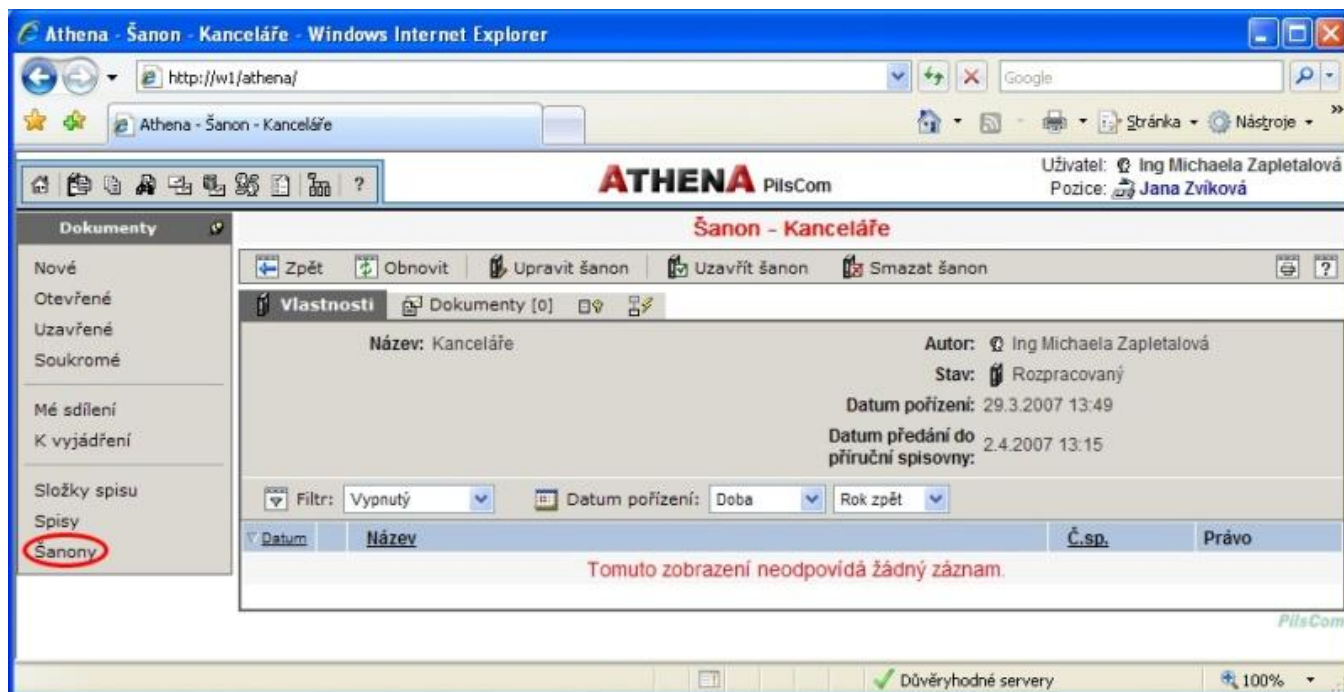 Athena - Šanon - Kanceláře - Windows Internet Explorer
http://w1/athena/
Google
Athena - Šanon - Kanceláře
Stránka
Nástroje
»
?
ATHENA PilsCom
Uživatel: Ing Michaela Zapletalová
Pozice: Jana Zvíková
Dokumenty
Šanon - Kanceláře
Nové
Otevřené
Uzavřené
Soukromé
Mé sdílení
K vyjádření
Složky spisu
Spisy
Šanony
Zpět Obnovit Upravit šanon Uzavřít šanon Smazat šanon ?
Vlastnosti Dokumenty [0]
Název: Kanceláře
Autor: Ing Michaela Zapletalová
Stav: Rozpracovaný
Datum pořízení: 29.3.2007 13:49
Datum předání do
příruční spisovny: 2.4.2007 13:15
Filtr: Vypnutý Datum pořízení: Doba Rok zpět
Datum Název Č.sp. Právo
Tomuto zobrazení neodpovídá žádný záznam.
PilsCom
Důvěryhodné servery 100%